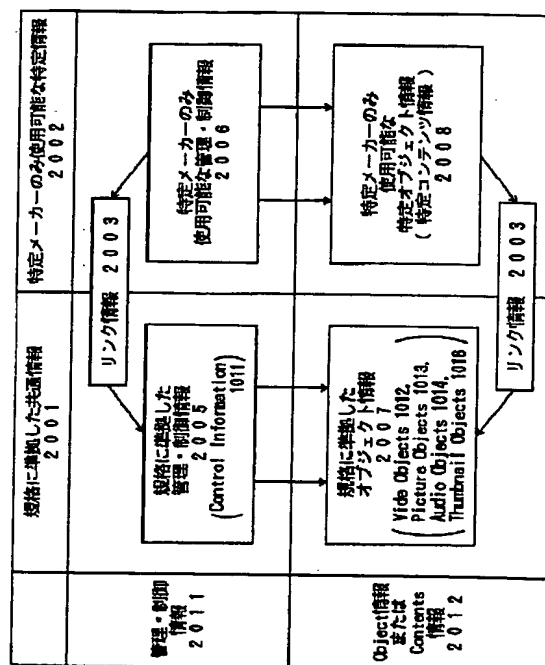 規格に準拠した共通情報
2001
特定メーカーのみ使用可能な特定情報
2002
管理・制御
情報
2011
規格に準拠した
管理・制御情報
2005
(Control Information
1011)
リンク情報 2003
特定メーカーのみ
使用可能な管理・制御情報
2006
Object情報
または
Contents
情報
2012
規格に準拠した
オブジェクト情報
2007
(Vide Objects 1012,
Picture Objects 1013,
Audio Objects 1014,
Thumbnail Objects 1016)
特定メーカーのみ
使用可能な
特定オブジェクト情報
(特定コンテンツ情報)
2008
リンク情報 2003